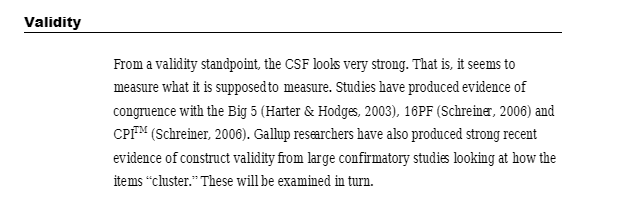 Validity
From a validity standpoint, the CSF looks very strong. That is, it seems to
measure what it is supposed to measure. Studies have produced evidence of
congruence with the Big 5 (Harter & Hodges, 2003), 16PF (Schreiner, 2006) and
CPI™ (Schreiner, 2006). Gallup researchers have also produced strong recent
evidence of construct validity from large confirmatory studies looking at how the
items “cluster.” These will be examined in turn.